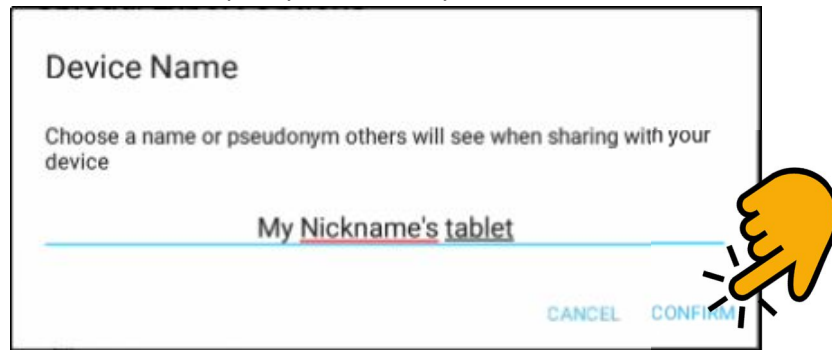 Device Name
Choose a name or pseudonym others will see when sharing with your
device
My Nickname's tablet
CANCEL CONFIRM